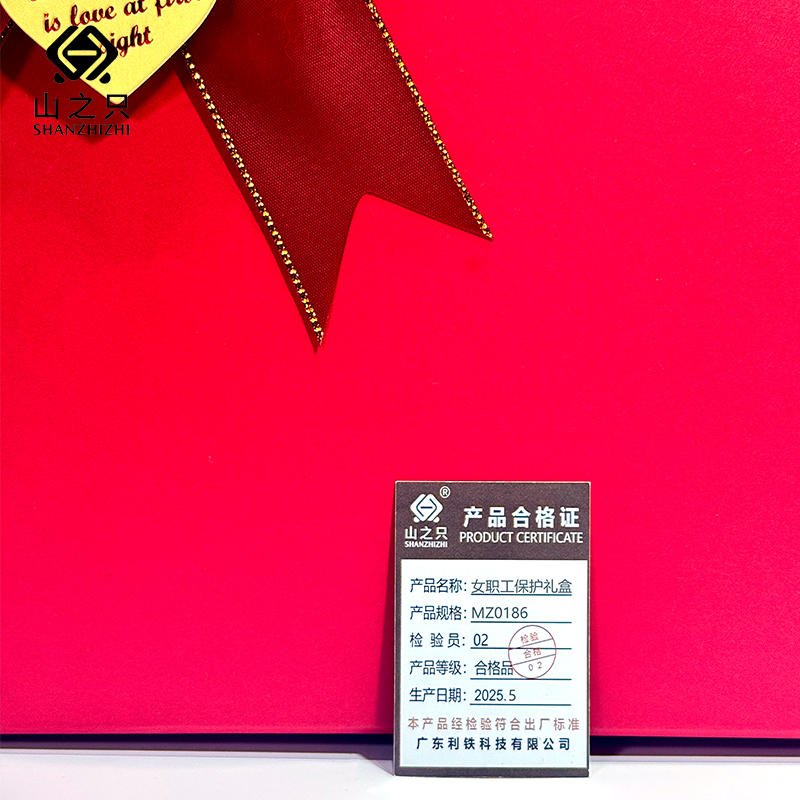 is love at first
sight
山之只
SHANZHIZHI
®
山之只
SHANZHIZHI
产品合格证
PRODUCT CERTIFICATE
产品名称：女职工保护礼盒
产品规格：MZ0186
检 验 员：02
产品等级：合格品
生产日期：2025.5
检验
合格
02
本产品经检验符合出厂标准
广东利铁科技有限公司